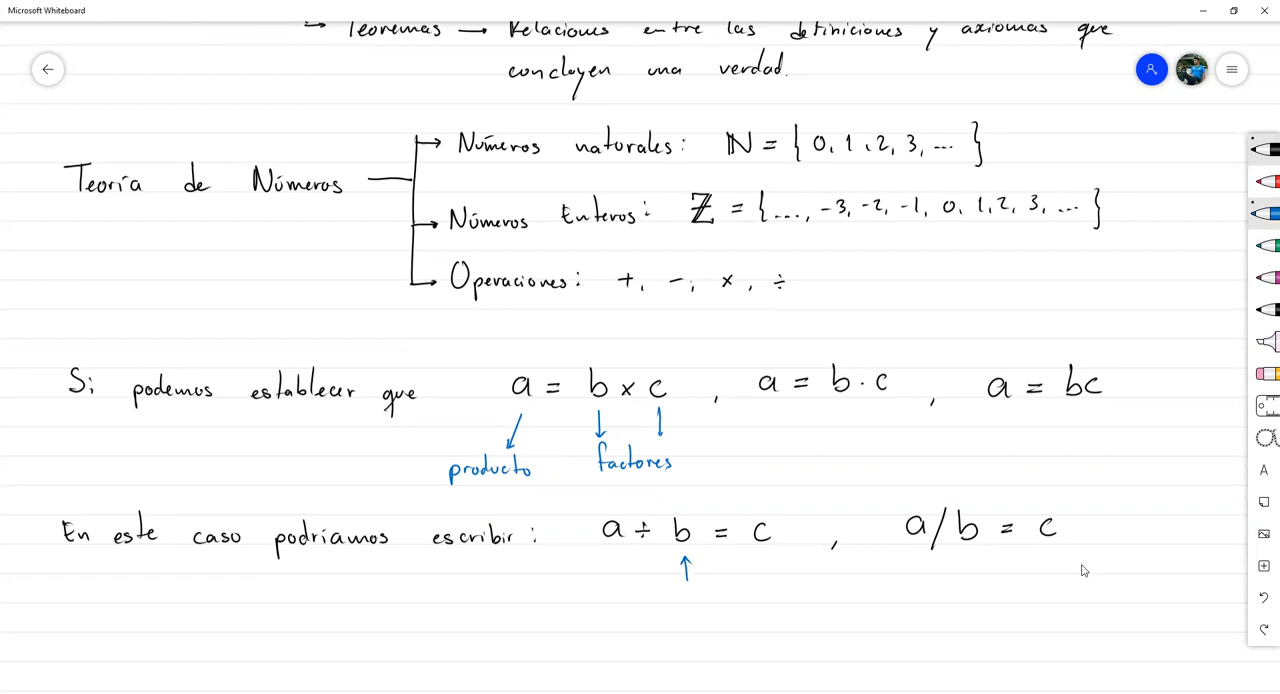 Microsoft Whiteboard
→ Teoremas → Relaciones entre las definiciones y axiomas que
concluyen una verdad.
Teoría de Números
→ Números naturales: ℕ = { 0, 1, 2, 3, ... }
→ Números Enteros: ℤ = { ..., -3, -2, -1, 0, 1, 2, 3, ... }
→ Operaciones: +, -, ×, ÷
Si podemos establecer que a = b × c , a = b · c , a = bc
producto factores
En este caso podríamos escribir: a ÷ b = c , a / b = c